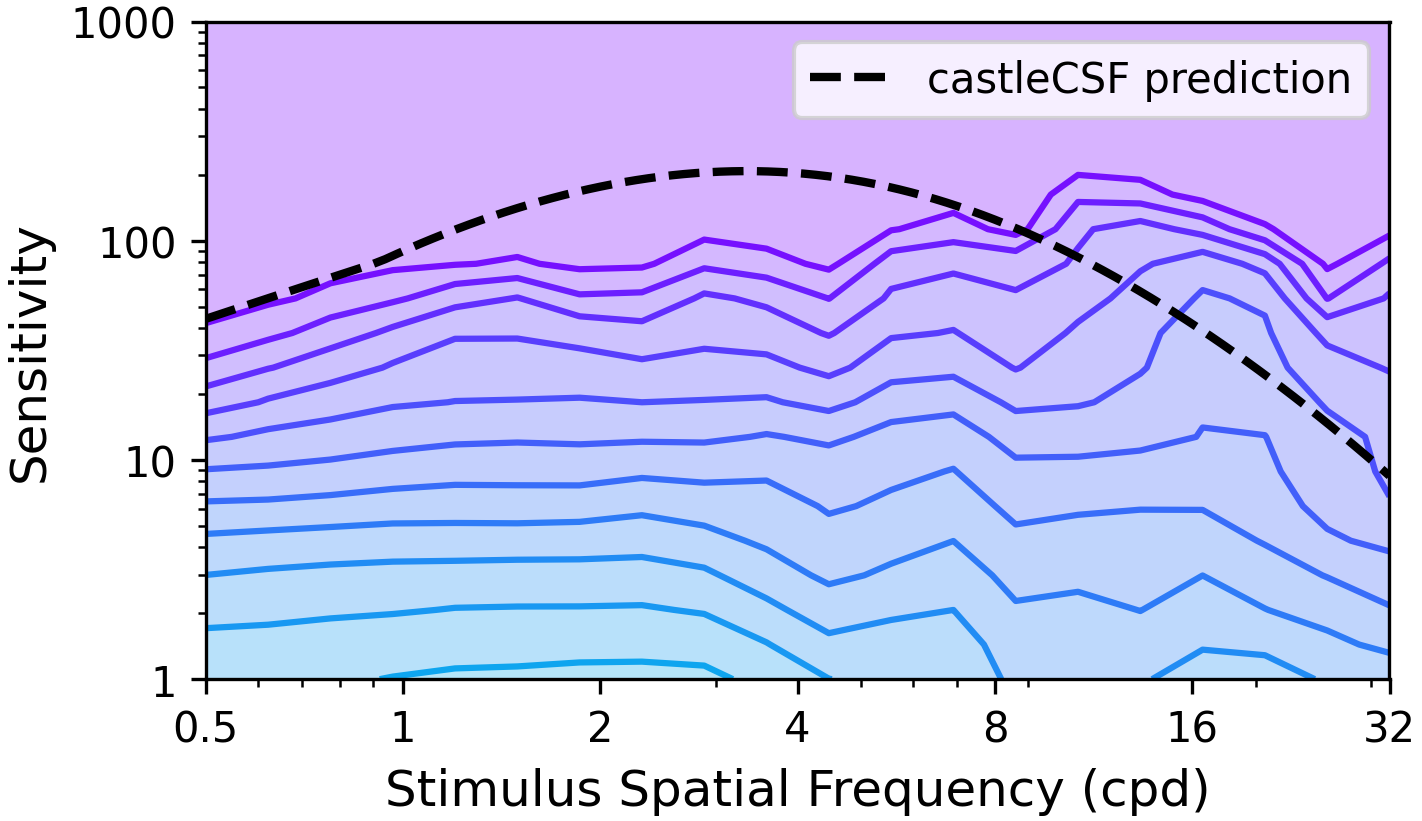 1000
100
10
1
Sensitivity
castleCSF prediction
0.5 1 2 4 8 16 32
Stimulus Spatial Frequency (cpd)